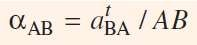 α_AB = a^t_BA / AB